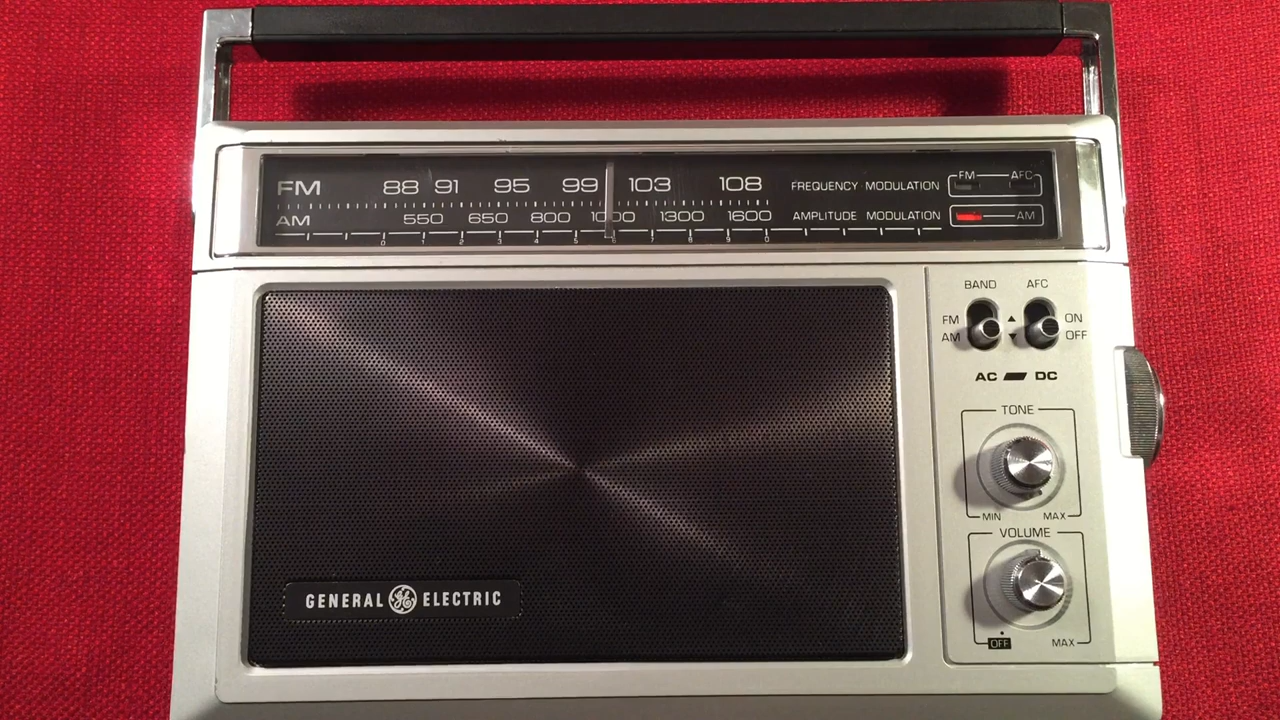 FM 88 91 95 99 103 108 FREQUENCY MODULATION FM AFC
AM 550 650 800 1000 1300 1600 AMPLITUDE MODULATION AM
0 1 2 3 4 5 6 7 8 9 0
BAND AFC
FM ON
AM OFF
AC DC
TONE
MIN MAX
VOLUME
OFF MAX
GENERAL GE ELECTRIC